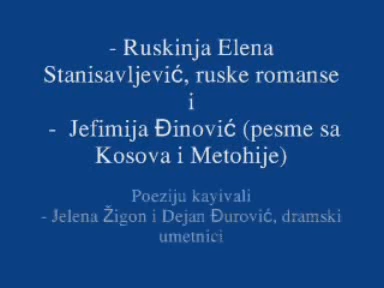 - Ruskinja Elena
Stanisavljević, ruske romanse
i
- Jefimija Đinović (pesme sa
Kosova i Metohije)
Poeziju kayivali
- Jelena Žigon i Dejan Đurović, dramski
umetnici